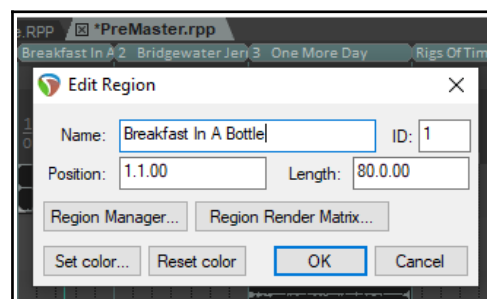 .RPP *PreMaster.rpp
Breakfast In A 2 Bridgewater Jeri 3 One More Day Rigs Of Tim
Edit Region
Name: Breakfast In A Bottle ID: 1
Position: 1.1.00 Length: 80.0.00
Region Manager... Region Render Matrix...
Set color... Reset color OK Cancel